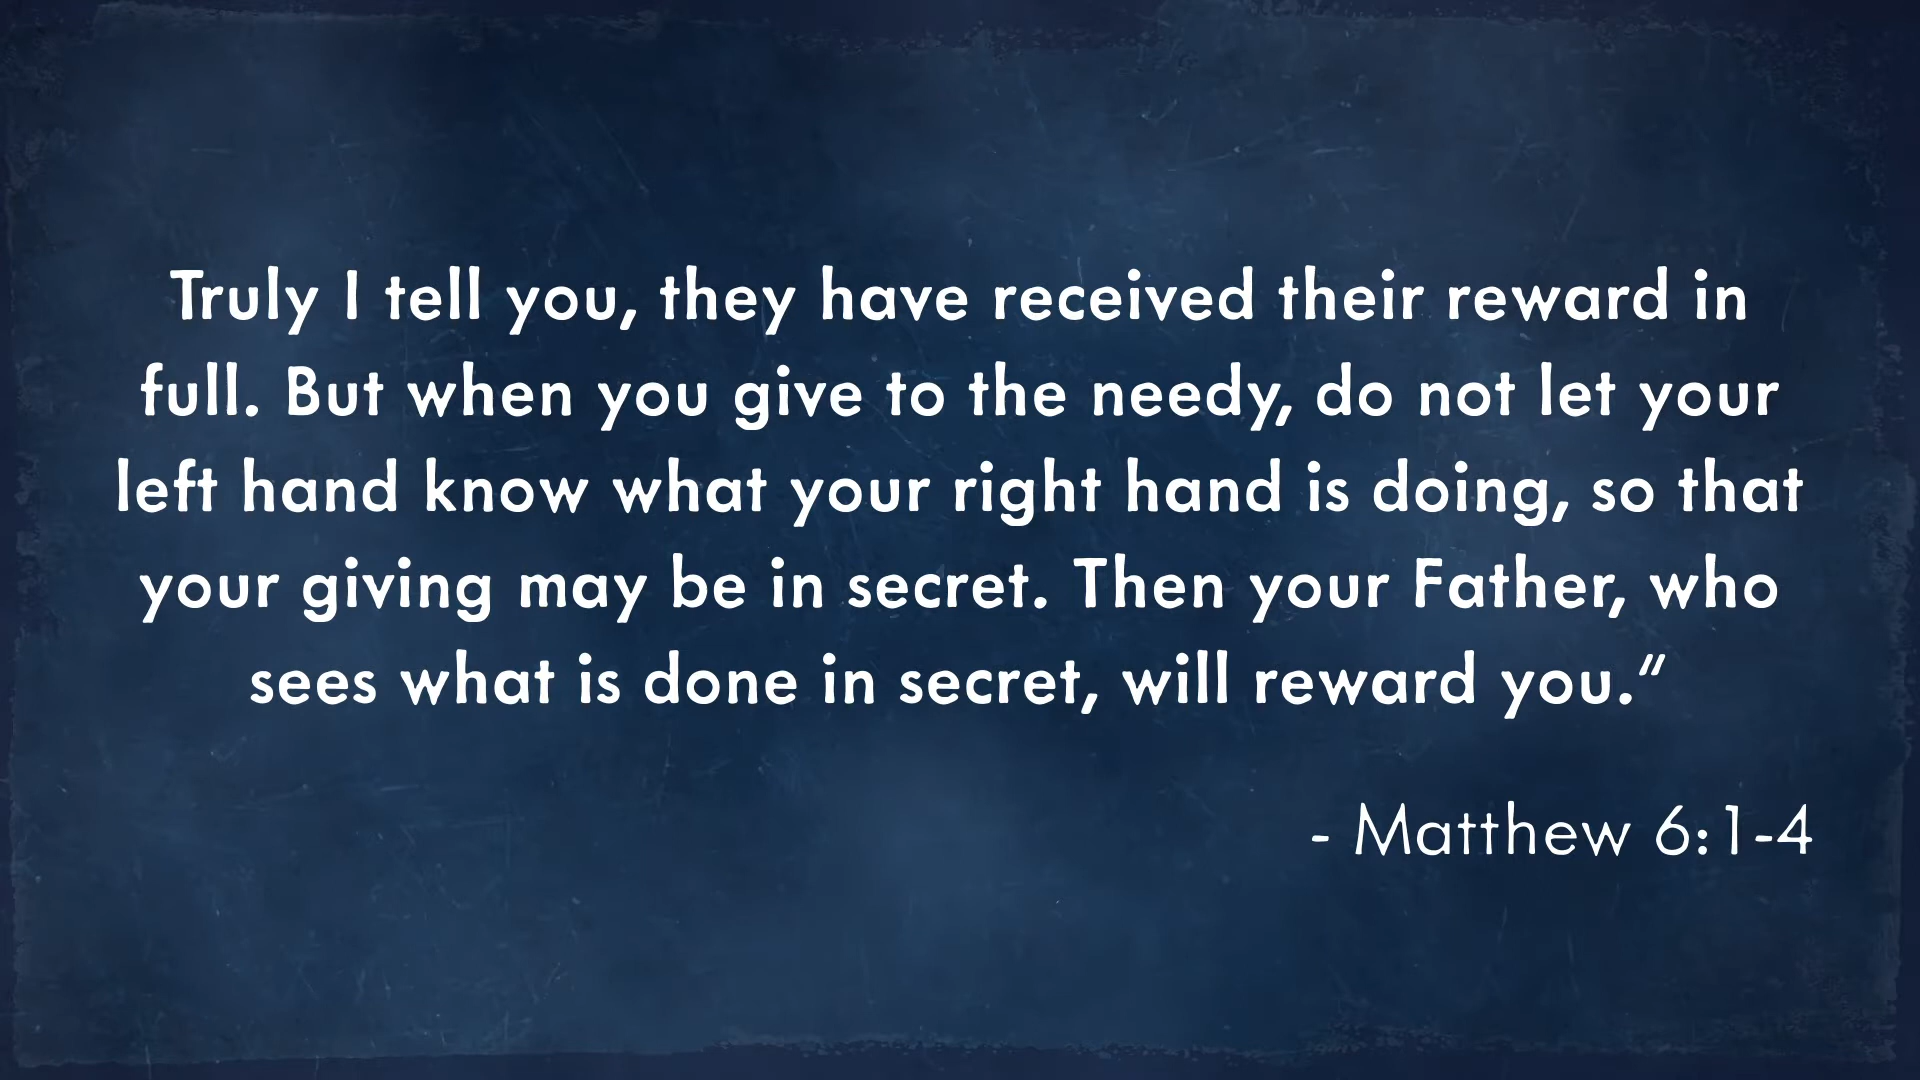 Truly I tell you, they have received their reward in
full. But when you give to the needy, do not let your
left hand know what your right hand is doing, so that
your giving may be in secret. Then your Father, who
sees what is done in secret, will reward you.”
- Matthew 6:1-4